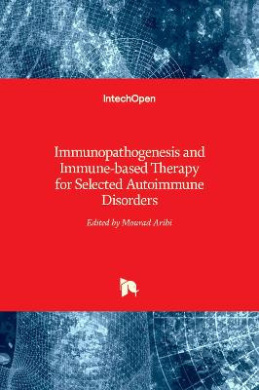 IntechOpen
Immunopathogenesis and
Immune-based Therapy
for Selected Autoimmune
Disorders
Edited by Mourad Aribi